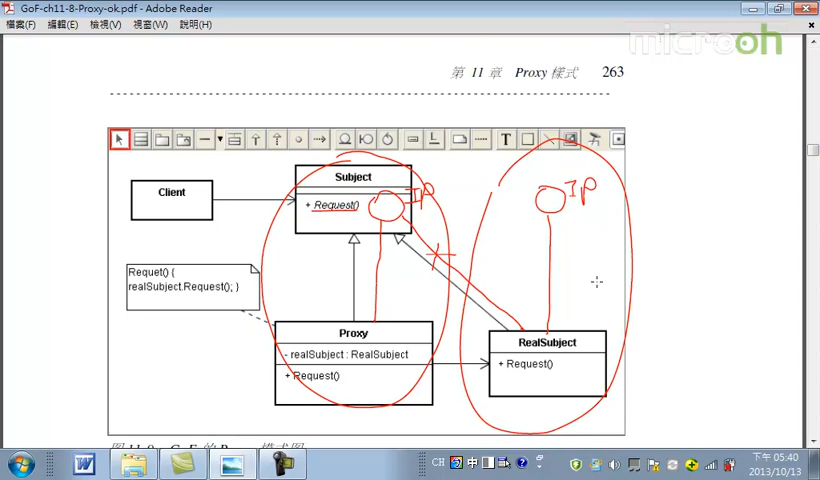 GoF-ch11-8-Proxy-ok.pdf - Adobe Reader
檔案(F) 編輯(E) 檢視(V) 視窗(W) 說明(H)
microoh
第 11 章 Proxy 樣式 263
T
Subject
Client
+ Request()
IP
IP
Requet() {
realSubject.Request(); }
Proxy
RealSubject
- realSubject : RealSubject
+ Request()
+ Request()
CH 中
下午 05:40
2013/10/13